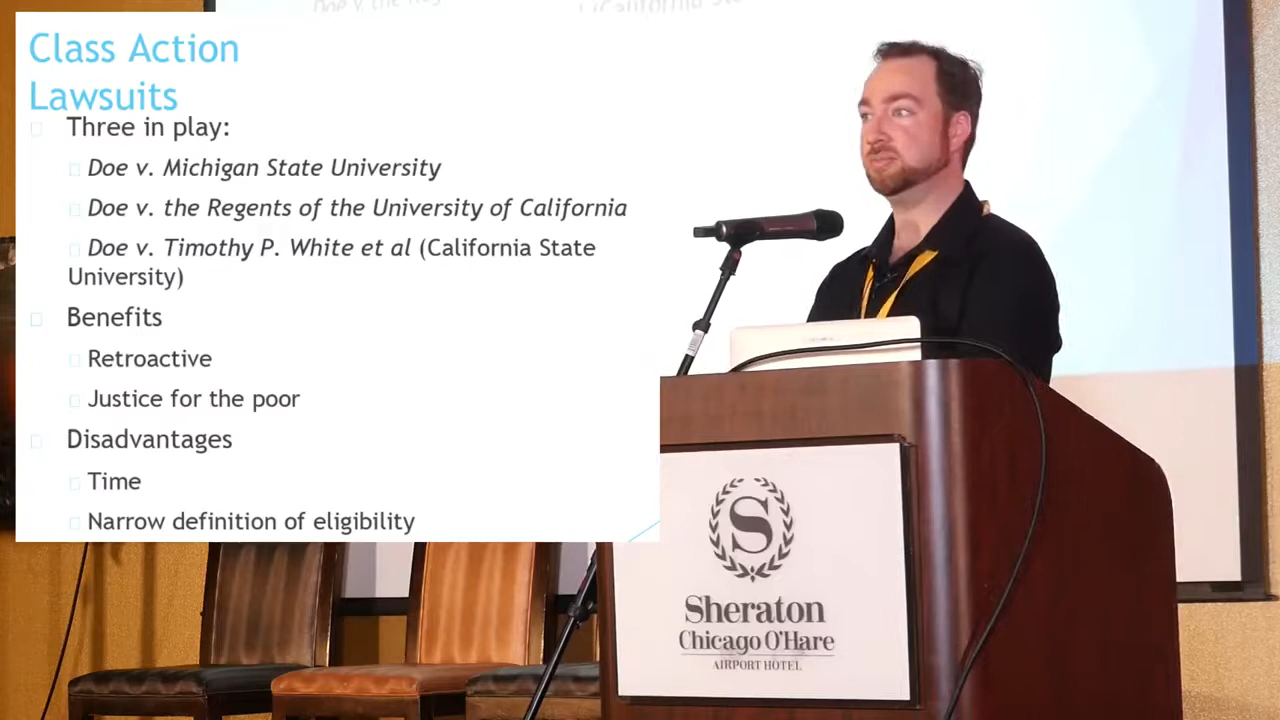 Class Action
Lawsuits
Three in play:
Doe v. Michigan State University
Doe v. the Regents of the University of California
Doe v. Timothy P. White et al (California State
University)
Benefits
Retroactive
Justice for the poor
Disadvantages
Time
Narrow definition of eligibility
S
Sheraton
Chicago O'Hare
AIRPORT HOTEL